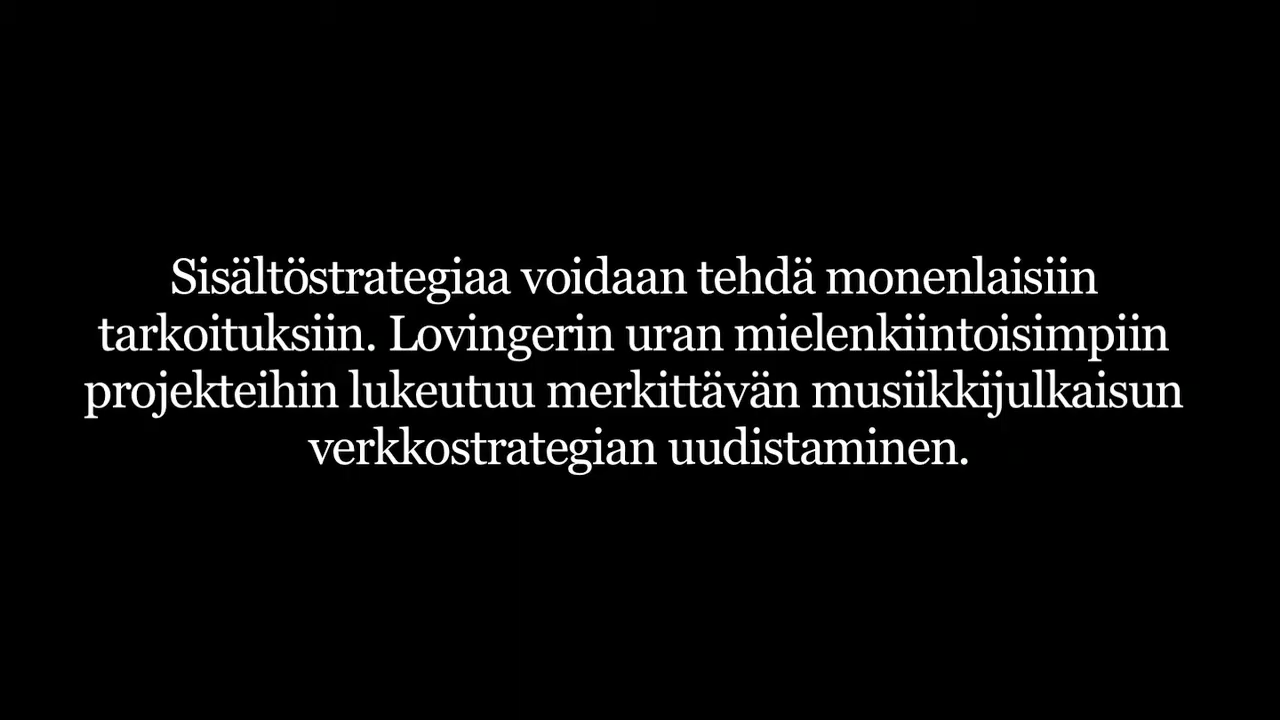 Sisältöstrategiaa voidaan tehdä monenlaisiin
tarkoituksiin. Lovingerin uran mielenkiintoisimpiin
projekteihin lukeutuu merkittävän musiikkijulkaisun
verkkostrategian uudistaminen.